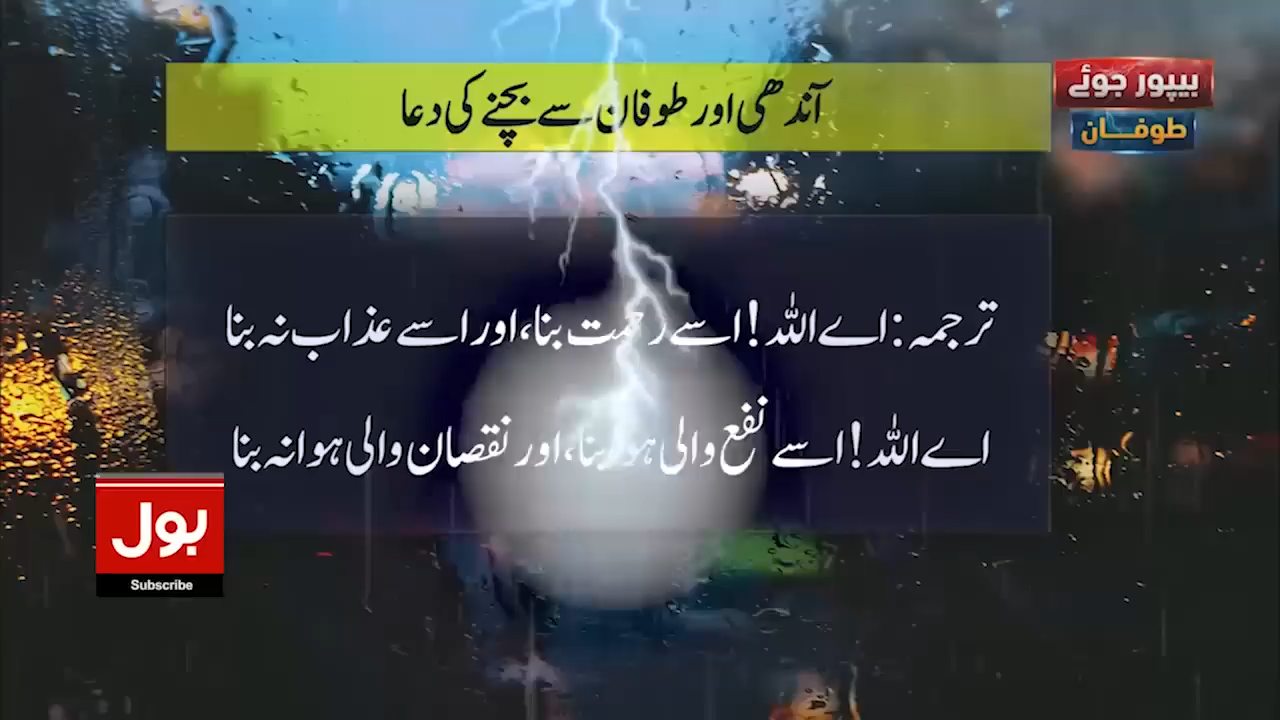 آندھی اور طوفان سے بچنے کی دعا
بیپور جوئے
طوفان
ترجمہ: اے اللہ! اسے رحمت بنا، اور اسے عذاب نہ بنا
اے اللہ! اسے نفع والی ہوا بنا، اور نقصان والی ہوا نہ بنا
بول
Subscribe